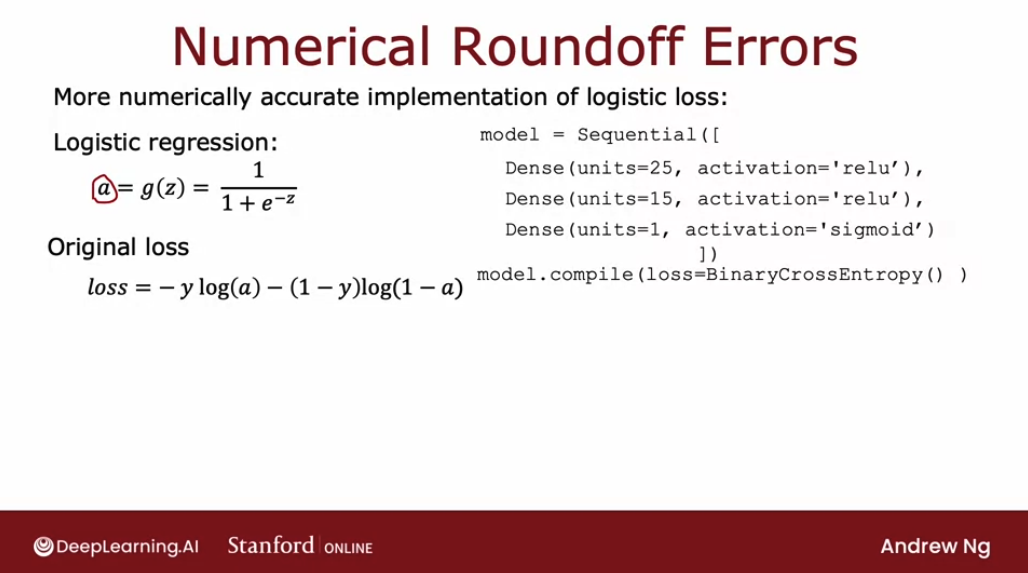 Numerical Roundoff Errors
More numerically accurate implementation of logistic loss:
Logistic regression:
a = g(z) = 1 / (1 + e^{-z})
Original loss
loss = − y log(a) − (1 − y)log(1 − a)
model = Sequential([
Dense(units=25, activation='relu’),
Dense(units=15, activation='relu’),
Dense(units=1, activation='sigmoid’)
])
model.compile(loss=BinaryCrossEntropy() )
DeepLearning.AI
Stanford | ONLINE
Andrew Ng